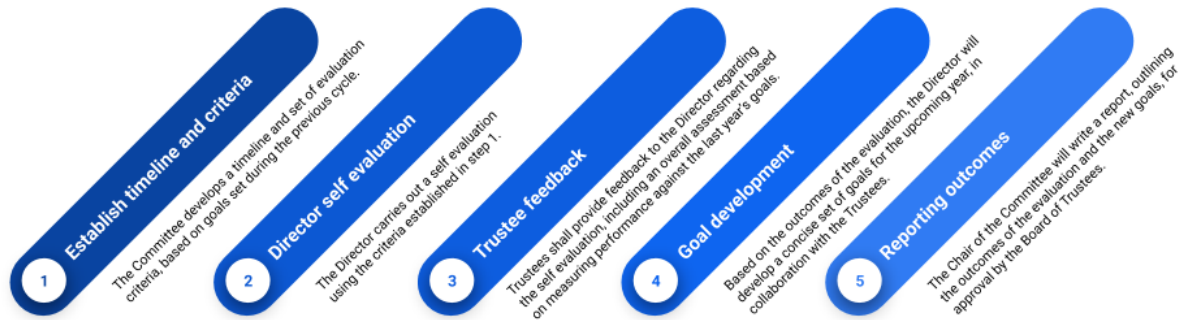 1
Establish timeline and criteria
The Committee develops a timeline and set of evaluation
criteria, based on goals set during the previous cycle.
2
Director self evaluation
The Director carries out a self evaluation
using the criteria established in step 1.
3
Trustee feedback
Trustees shall provide feedback to the Director regarding
the self evaluation, including an overall assessment based
on measuring performance against the last year's goals.
4
Goal development
Based on the outcomes of the evaluation, the Director will
develop a concise set of goals for the upcoming year, in
collaboration with the Trustees.
5
Reporting outcomes
The Chair of the Committee will write a report, outlining
the outcomes of the evaluation and the new goals, for
approval by the Board of Trustees.